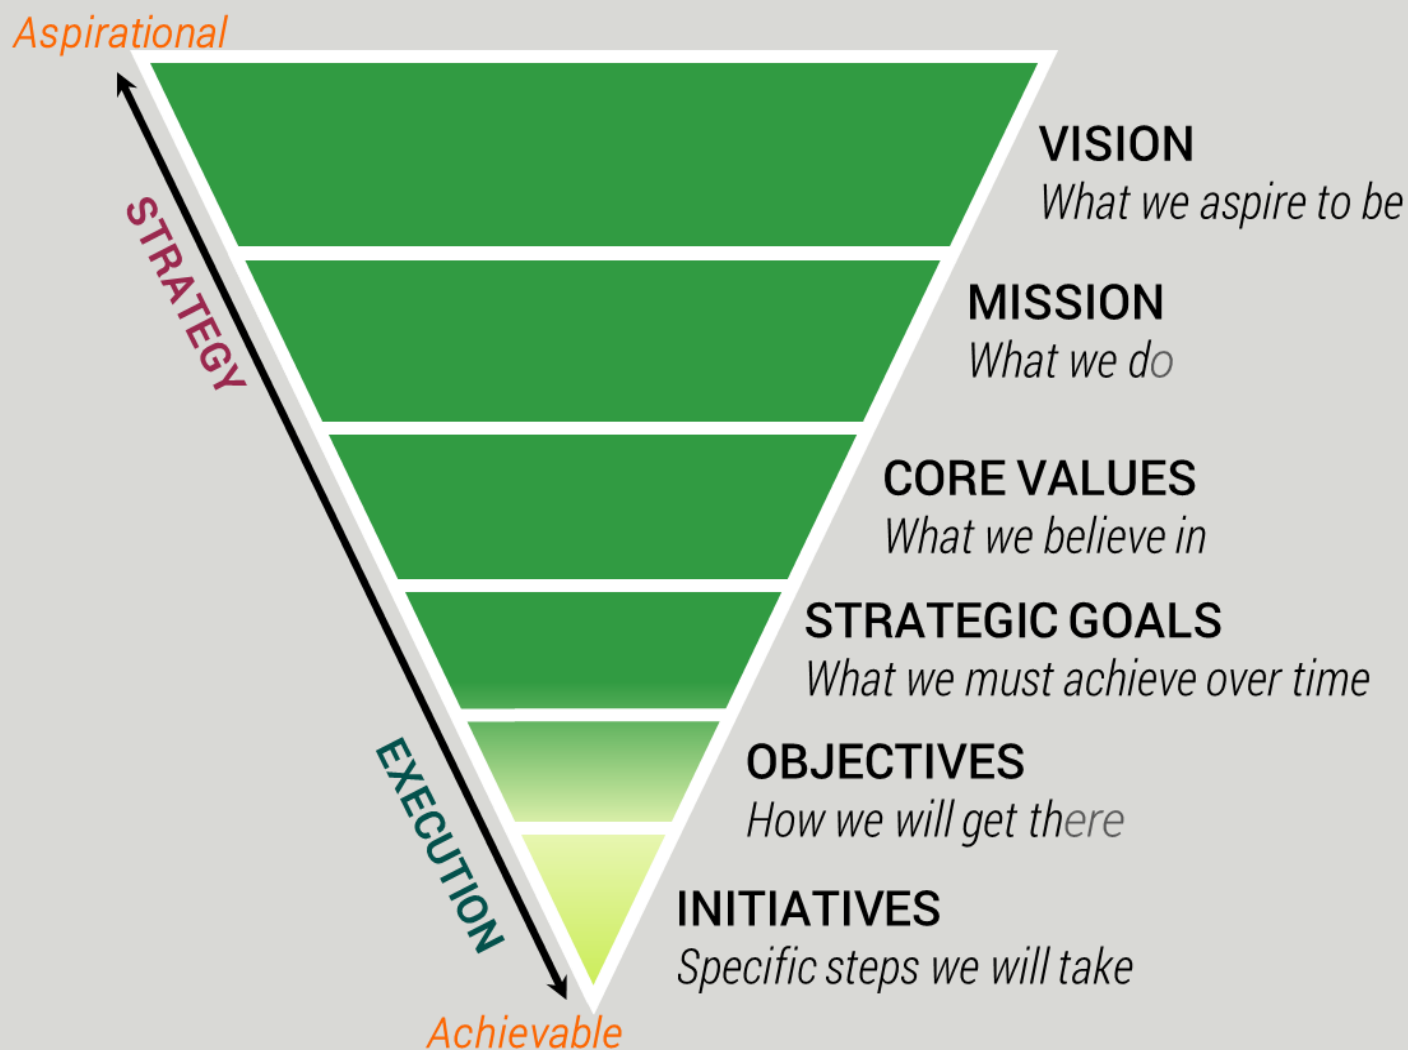 Aspirational
STRATEGY
EXECUTION
Achievable
VISION
What we aspire to be
MISSION
What we do
CORE VALUES
What we believe in
STRATEGIC GOALS
What we must achieve over time
OBJECTIVES
How we will get there
INITIATIVES
Specific steps we will take